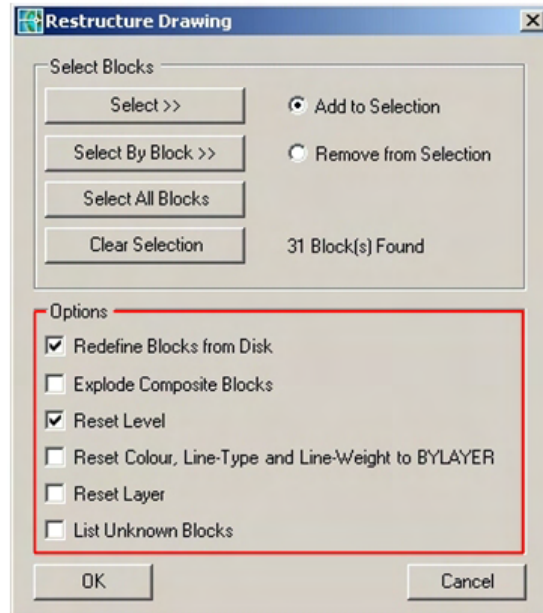 Restructure Drawing
Select Blocks
Select >>
Add to Selection
Select By Block >>
Remove from Selection
Select All Blocks
Clear Selection
31 Block(s) Found
Options
Redefine Blocks from Disk
Explode Composite Blocks
Reset Level
Reset Colour, Line-Type and Line-Weight to BYLAYER
Reset Layer
List Unknown Blocks
OK
Cancel